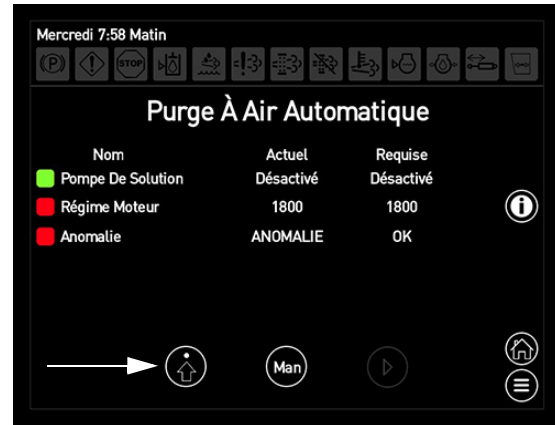 Mercredi 7:58 Matin
(P) STOP
Purge À Air Automatique
Nom Actuel Requise
Pompe De Solution Désactivé Désactivé
Régime Moteur 1800 1800
i
Anomalie ANOMALIE OK
Man